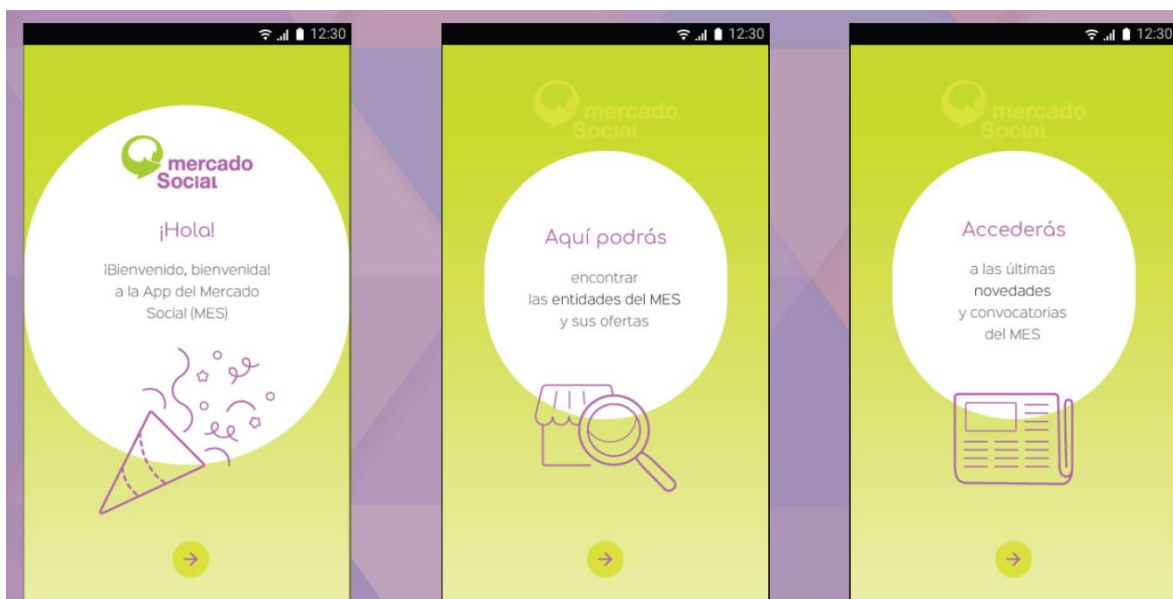 12:30
mercado
Social
¡Hola!
¡Bienvenido, bienvenida!
a la App del Mercado
Social (MES)
12:30
mercado
Social
Aquí podrás
encontrar
las entidades del MES
y sus ofertas
12:30
mercado
Social
Accederás
a las últimas
novedades
y convocatorias
del MES